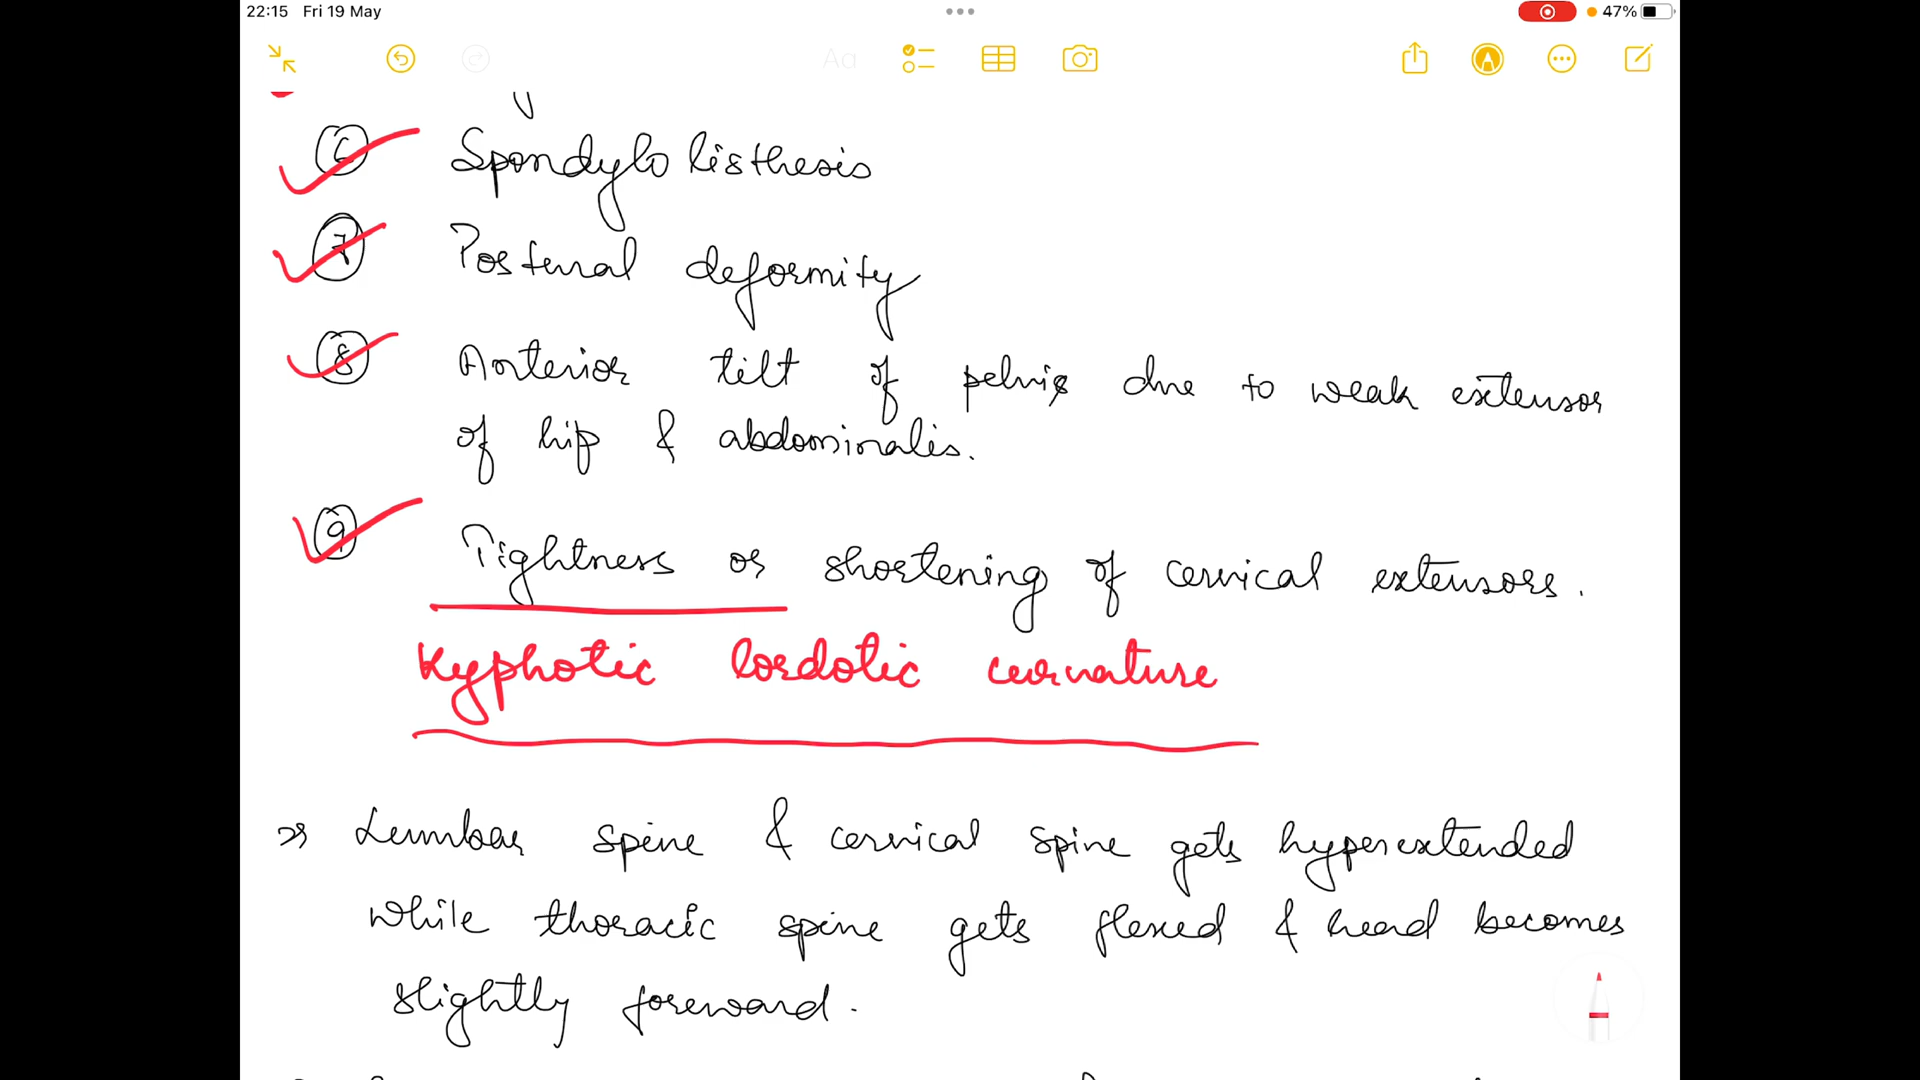 22:15 Fri 19 May
47%
Aa
6 Spondylo listhesis
7 Postural deformity
8 Anterior tilt of pelvis due to weak extensor
of hip & abdominalis.
9 Tightness or shortening of cervical extensors.
Kyphotic lordotic curvature
Lumbar spine & cervical spine gets hyperextended
while thoracic spine gets flexed & head becomes
slightly foreward.